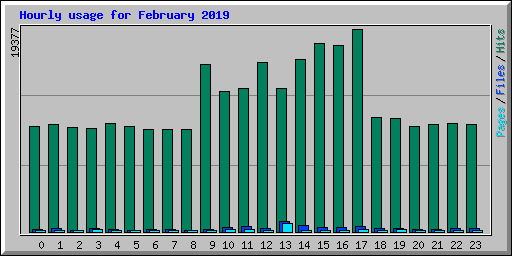 Hourly usage for February 2019
19377
Pages/Files/Hits
0 1 2 3 4 5 6 7 8 9 10 11 12 13 14 15 16 17 18 19 20 21 22 23